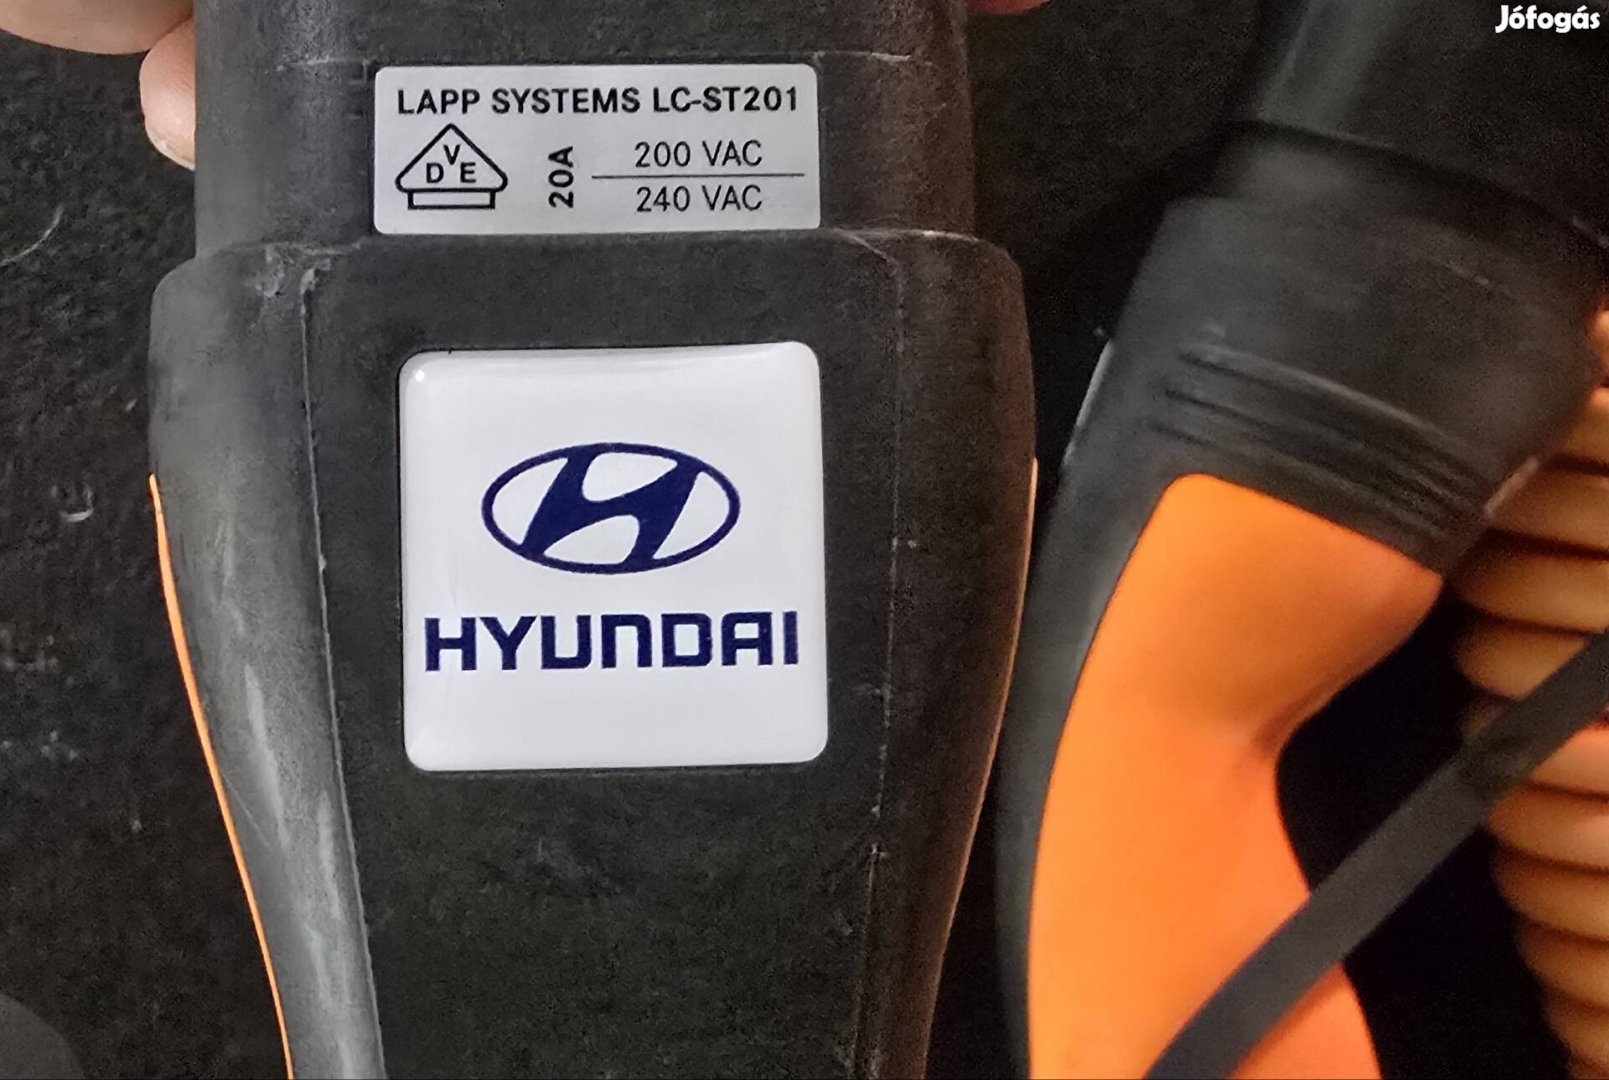 Jófogás
LAPP SYSTEMS LC-ST201
VDE
20A
200 VAC
240 VAC
HYUNDAI